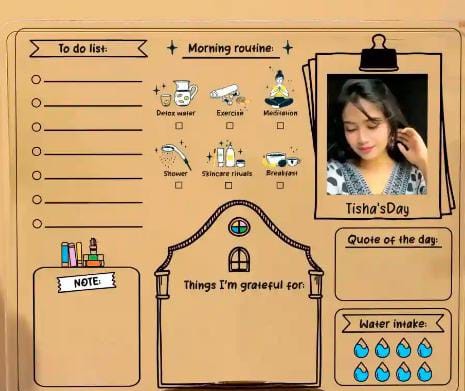 To do list:
Morning routine:
Detox water
Exercise
Meditation
Shower
Skincare rituals
Breakfast
Tisha'sDay
Quote of the day:
NOTE:
Things I'm grateful for:
Water intake: